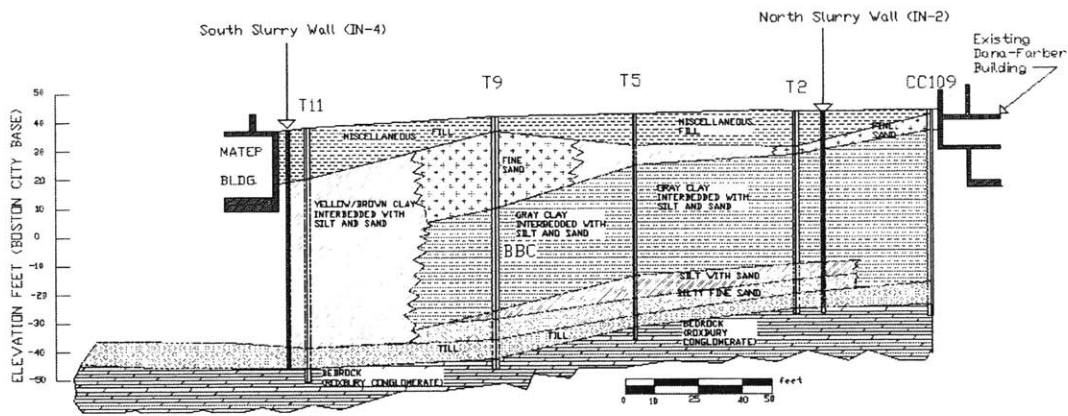 South Slurry Wall (IN-4)
North Slurry Wall (IN-2)
Existing
Dana-Farber
Building
T11
T9
T5
T2
CC109
ELEVATION FEET (BOSTON CITY BASE)
50
40
30
20
10
0
-10
-20
-30
-40
-50
MATEP
BLDG.
MISCELLANEOUS FILL
MISCELLANEOUS
FILL
FINE
SAND
FINE
SAND
YELLOW/BROWN CLAY
INTERBEDDED WITH
SILT AND SAND
GRAY CLAY
INTERBEDDED WITH
SILT AND SAND
BBC
GRAY CLAY
INTERBEDDED WITH
SILT AND SAND
SILT WITH SAND
SILTY FINE SAND
TILL
TILL
BEDROCK
(ROXBURY
CONGLOMERATE)
BEDROCK
(ROXBURY CONGLOMERATE)
feet
0 10 25 40 50